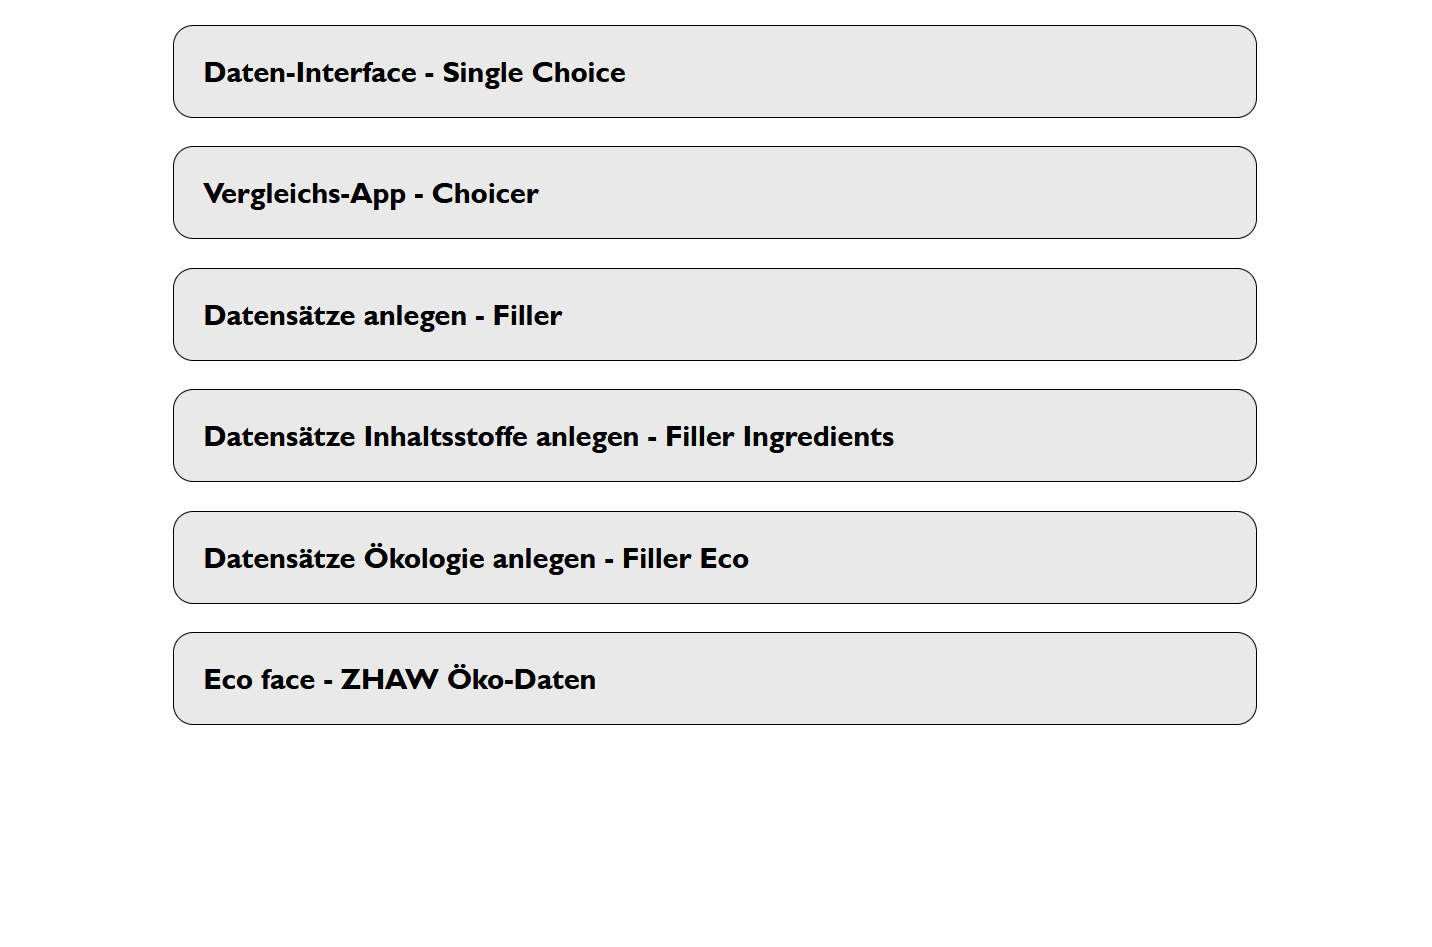 Daten-Interface - Single Choice
Vergleichs-App - Choicer
Datensätze anlegen - Filler
Datensätze Inhaltsstoffe anlegen - Filler Ingredients
Datensätze Ökologie anlegen - Filler Eco
Eco face - ZHAW Öko-Daten